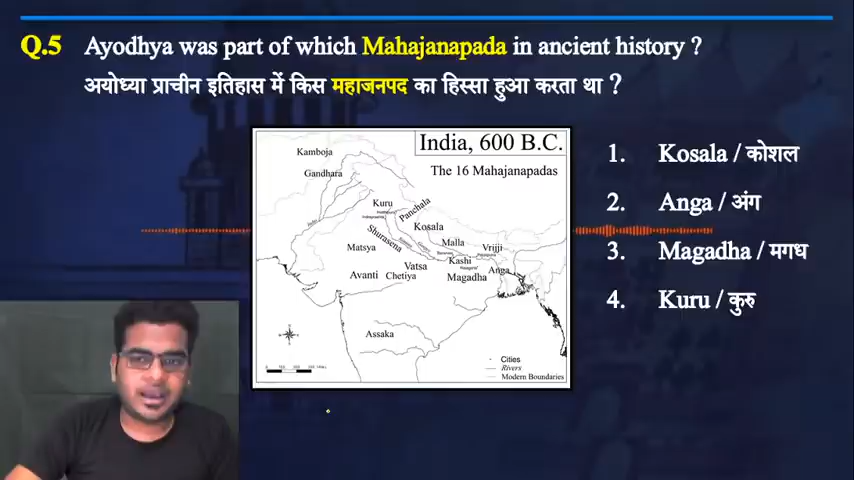 Q.5 Ayodhya was part of which Mahajanapada in ancient history ?
अयोध्या प्राचीन इतिहास में किस महाजनपद का हिस्सा हुआ करता था ?
India, 600 B.C.
The 16 Mahajanapadas
Kamboja
Gandhara
Kuru
Panchala
Kosala
Shurasena
Malla
Vrijji
Matsya
Kashi
Vatsa
Anga
Avanti
Chetiya
Magadha
Assaka
Cities
Rivers
Modern Boundaries
1. Kosala / कोशल
2. Anga / अंग
3. Magadha / मगध
4. Kuru / कुरु